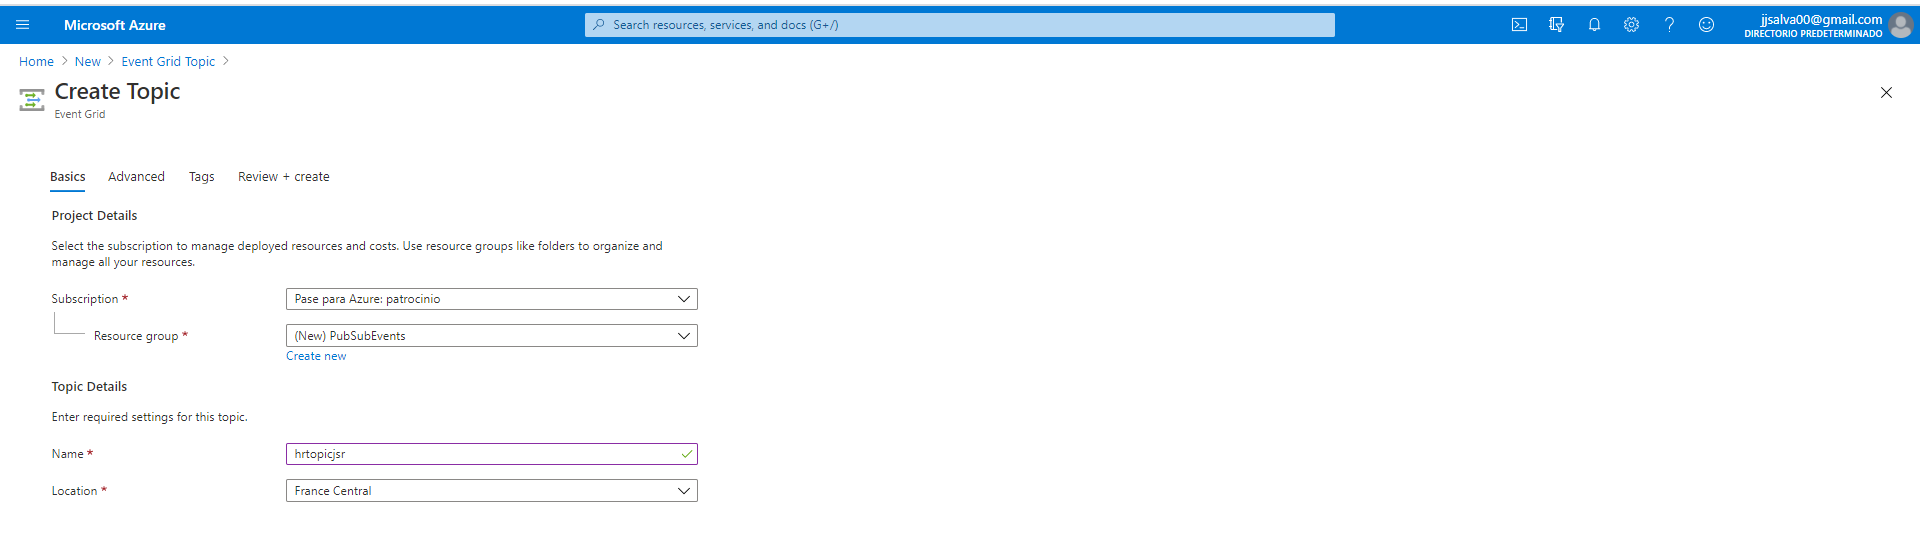 Microsoft Azure
Search resources, services, and docs (G+/)
jjsalva00@gmail.com
DIRECTORIO PREDETERMINADO
Home > New > Event Grid Topic >
Create Topic
Event Grid
Basics Advanced Tags Review + create
Project Details
Select the subscription to manage deployed resources and costs. Use resource groups like folders to organize and
manage all your resources.
Subscription * Pase para Azure: patrocinio
Resource group * (New) PubSubEvents
Create new
Topic Details
Enter required settings for this topic.
Name * hrtopicjsr
Location * France Central